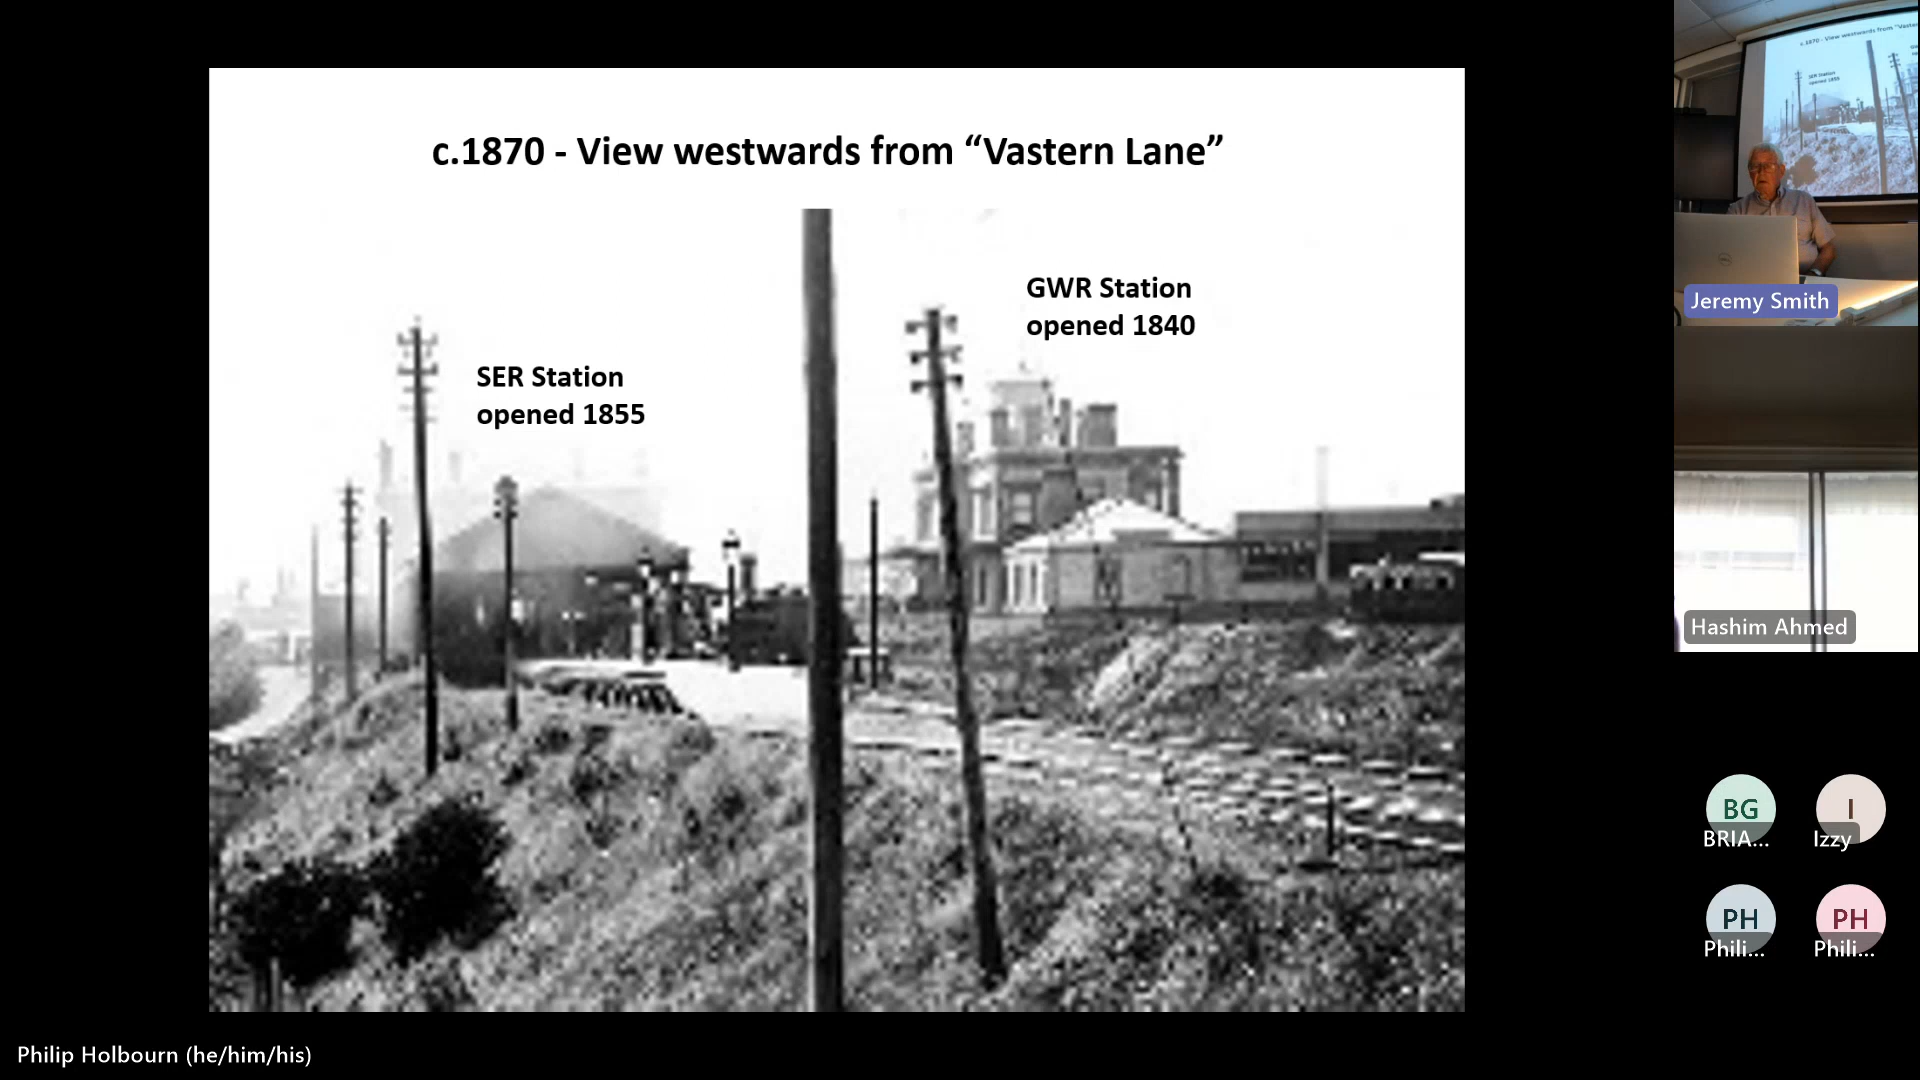 c.1870 - View westwards from “Vastern Lane”
GWR Station
opened 1840
SER Station
opened 1855
Jeremy Smith
Hashim Ahmed
BG
BRIA...
I
Izzy
PH
Phili...
PH
Phili...
Philip Holbourn (he/him/his)